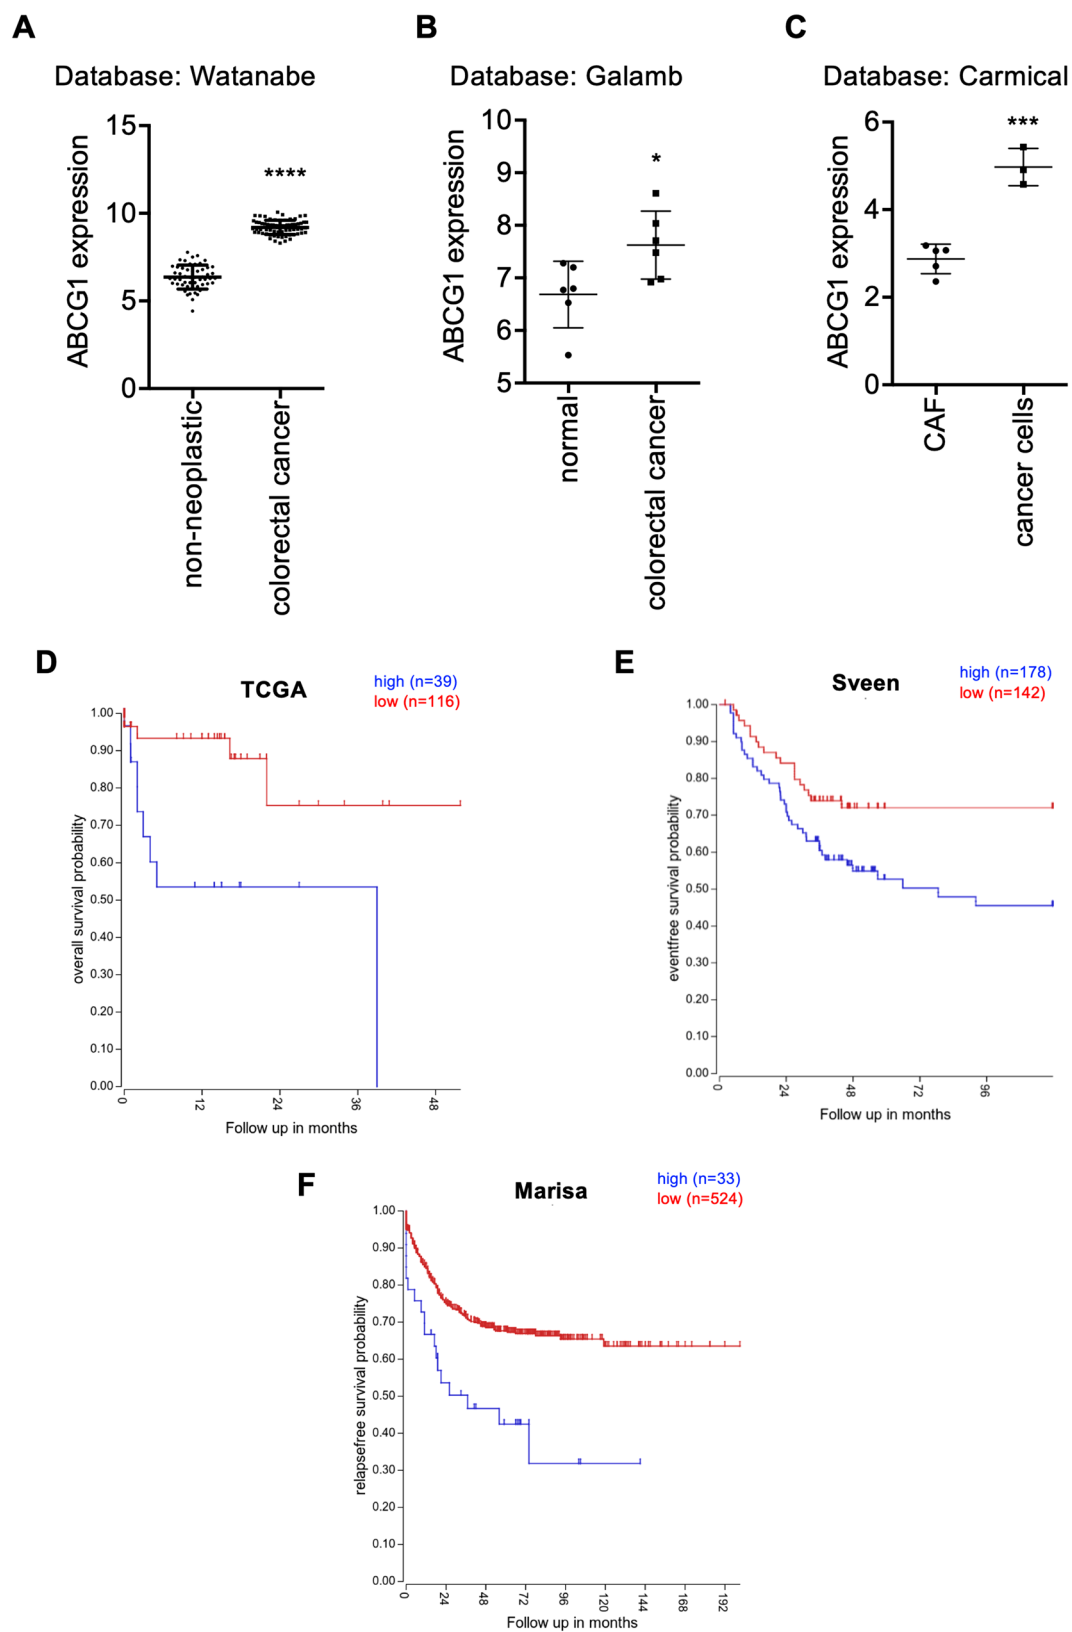 A
B
C
Database: Watanabe
Database: Galamb
Database: Carmical
ABCG1 expression
15
10
5
0
****
non-neoplastic
colorectal cancer
ABCG1 expression
10
9
8
7
6
5
*
normal
colorectal cancer
ABCG1 expression
6
4
2
0
***
CAF
cancer cells
D
TCGA
high (n=39)
low (n=116)
overall survival probability
1.00
0.90
0.80
0.70
0.60
0.50
0.40
0.30
0.20
0.10
0.00
0
12
24
36
48
Follow up in months
E
Sveen
high (n=178)
low (n=142)
eventfree survival probability
1.00
0.90
0.80
0.70
0.60
0.50
0.40
0.30
0.20
0.10
0.00
0
24
48
72
96
Follow up in months
F
Marisa
high (n=33)
low (n=524)
relapsefree survival probability
1.00
0.90
0.80
0.70
0.60
0.50
0.40
0.30
0.20
0.10
0.00
0
24
48
72
96
120
144
168
192
Follow up in months